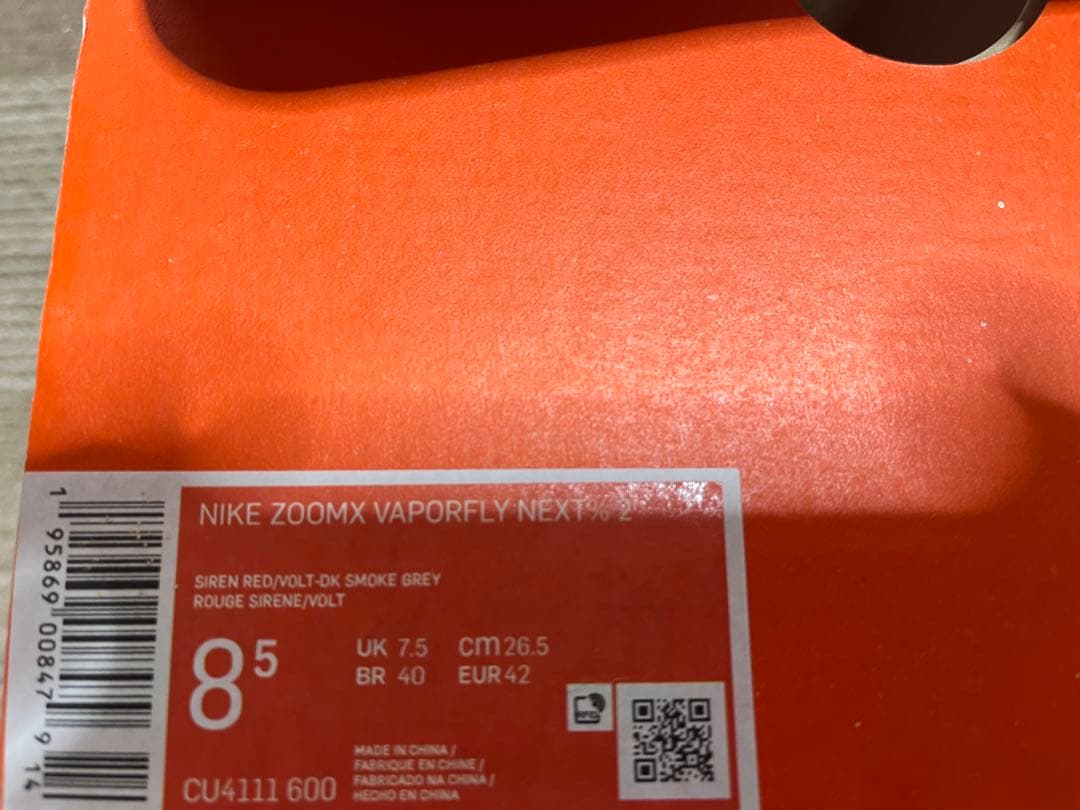 NIKE ZOOMX VAPORFLY NEXT% 2
SIREN RED/VOLT-DK SMOKE GREY
ROUGE SIRENE/VOLT
8 5
UK 7.5 cm 26.5
BR 40 EUR 42
MADE IN CHINA /
FABRIQUE EN CHINE /
FABRICADO NA CHINA /
HECHO EN CHINA
CU4111 600
1 95869 00847 9 14
RFID